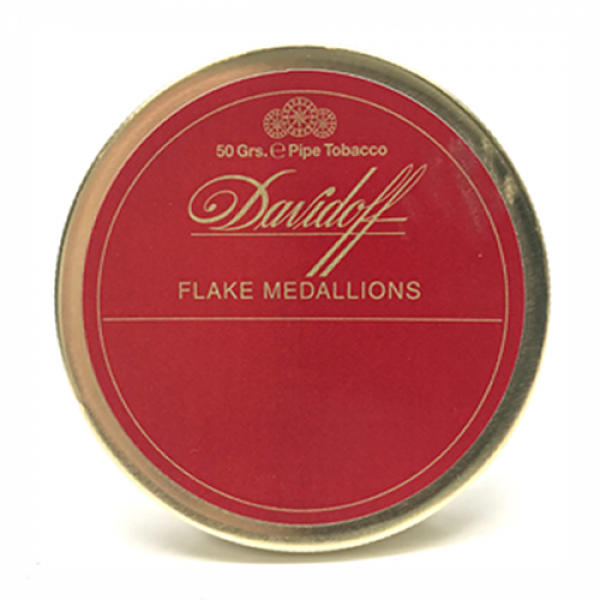 50 Grs. ℮ Pipe Tobacco
Davidoff
FLAKE MEDALLIONS